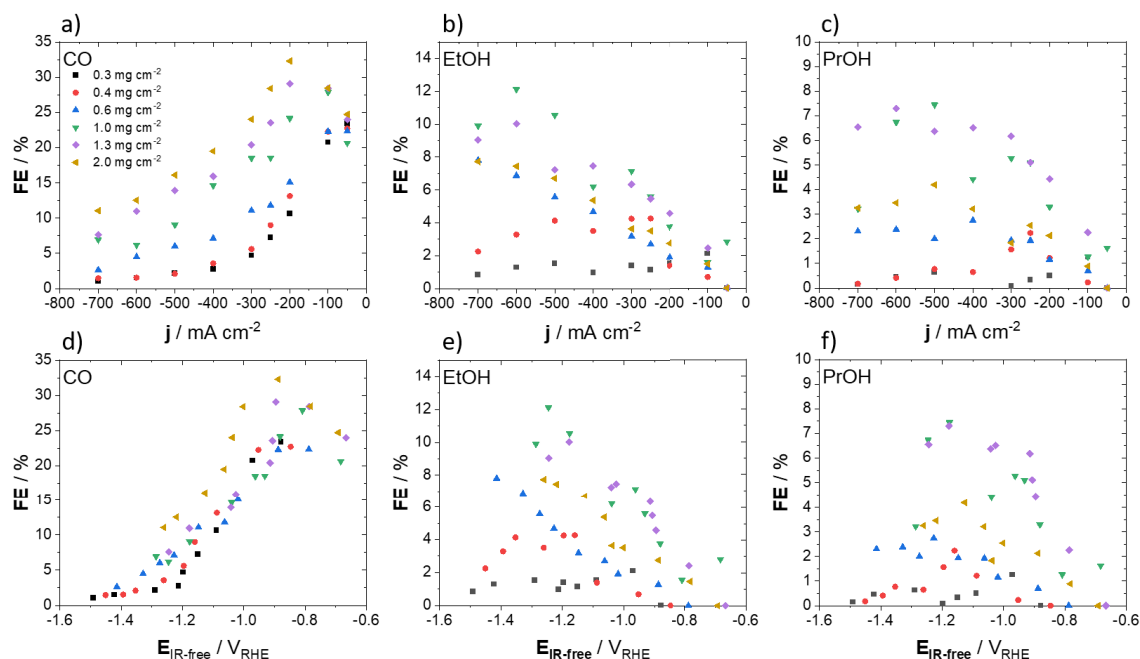 a)
CO
0.3 mg cm⁻²
0.4 mg cm⁻²
0.6 mg cm⁻²
1.0 mg cm⁻²
1.3 mg cm⁻²
2.0 mg cm⁻²
FE / %
35
30
25
20
15
10
5
0
-800 -700 -600 -500 -400 -300 -200 -100 0
j / mA cm⁻²
b)
EtOH
FE / %
14
12
10
8
6
4
2
0
-800 -700 -600 -500 -400 -300 -200 -100 0
j / mA cm⁻²
c)
PrOH
FE / %
10
9
8
7
6
5
4
3
2
1
0
-800 -700 -600 -500 -400 -300 -200 -100 0
j / mA cm⁻²
d)
CO
FE / %
35
30
25
20
15
10
5
0
-1.6 -1.4 -1.2 -1.0 -0.8 -0.6
E_IR-free / V_RHE
e)
EtOH
FE / %
14
12
10
8
6
4
2
0
-1.6 -1.4 -1.2 -1.0 -0.8 -0.6
E_IR-free / V_RHE
f)
PrOH
FE / %
10
9
8
7
6
5
4
3
2
1
0
-1.6 -1.4 -1.2 -1.0 -0.8 -0.6
E_IR-free / V_RHE